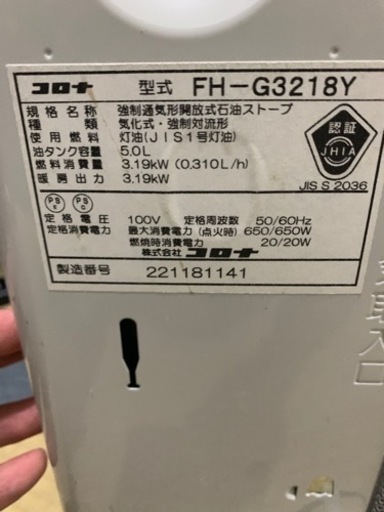 コロナ 型式 FH-G3218Y
規格名称 強制通気形開放式石油ストーブ
種類 気化式・強制対流形
使用燃料 灯油(JIS1号灯油)
油タンク容量 5.0L
燃料消費量 3.19kW (0.310L/h)
暖房出力 3.19kW
認証
JHIA
JIS S 2036
PS C PS E
定格電圧 100V 定格周波数 50/60Hz
定格消費電力 最大消費電力(点火時) 650/650W
燃焼時消費電力 20/20W
株式会社 コロナ
製造番号 221181141
取入口